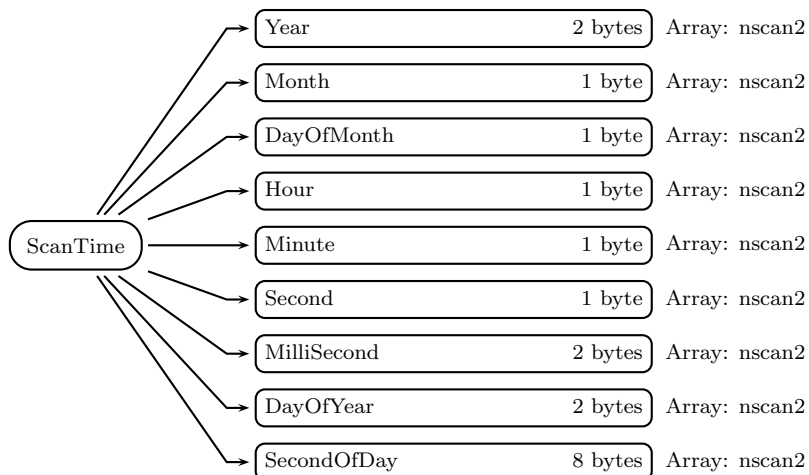 Year 2 bytes Array: nscan2
Month 1 byte Array: nscan2
DayOfMonth 1 byte Array: nscan2
Hour 1 byte Array: nscan2
ScanTime Minute 1 byte Array: nscan2
Second 1 byte Array: nscan2
MilliSecond 2 bytes Array: nscan2
DayOfYear 2 bytes Array: nscan2
SecondOfDay 8 bytes Array: nscan2